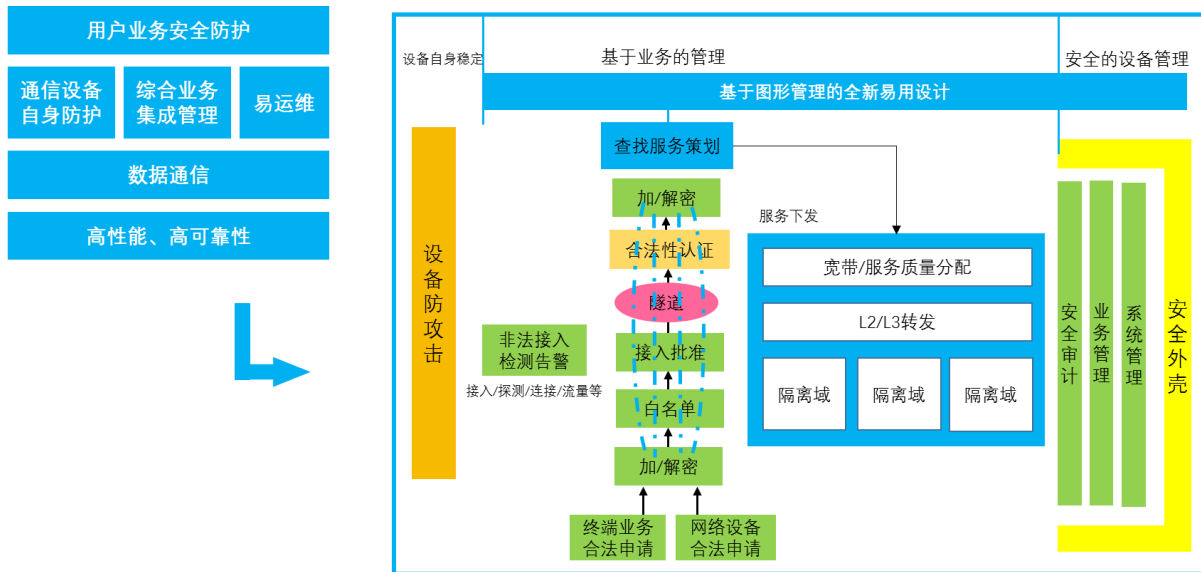 用户业务安全防护
通信设备
自身防护
综合业务
集成管理
易运维
数据通信
高性能、高可靠性
设备自身稳定
基于业务的管理
安全的设备管理
基于图形管理的全新易用设计
设备防攻击
查找服务策划
加/解密
合法性认证
隧道
接入批准
白名单
加/解密
终端业务
合法申请
网络设备
合法申请
非法接入
检测告警
接入/探测/连接/流量等
服务下发
宽带/服务质量分配
L2/L3转发
隔离域
隔离域
隔离域
安全审计
业务管理
系统管理
安全外壳